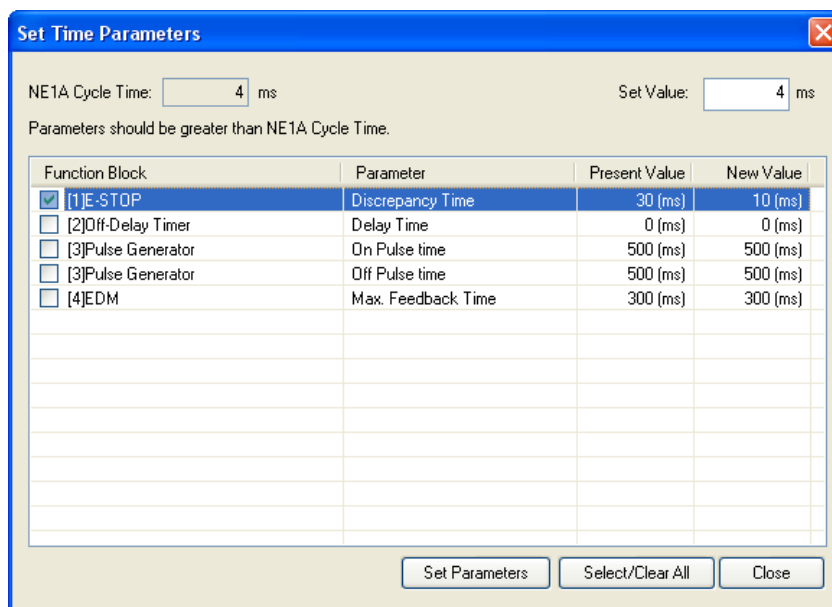 Set Time Parameters
NE1A Cycle Time: 4 ms Set Value: 4 ms
Parameters should be greater than NE1A Cycle Time.
Function Block Parameter Present Value New Value
[1]E-STOP Discrepancy Time 30 (ms) 10 (ms)
[2]Off-Delay Timer Delay Time 0 (ms) 0 (ms)
[3]Pulse Generator On Pulse time 500 (ms) 500 (ms)
[3]Pulse Generator Off Pulse time 500 (ms) 500 (ms)
[4]EDM Max. Feedback Time 300 (ms) 300 (ms)
Set Parameters Select/Clear All Close